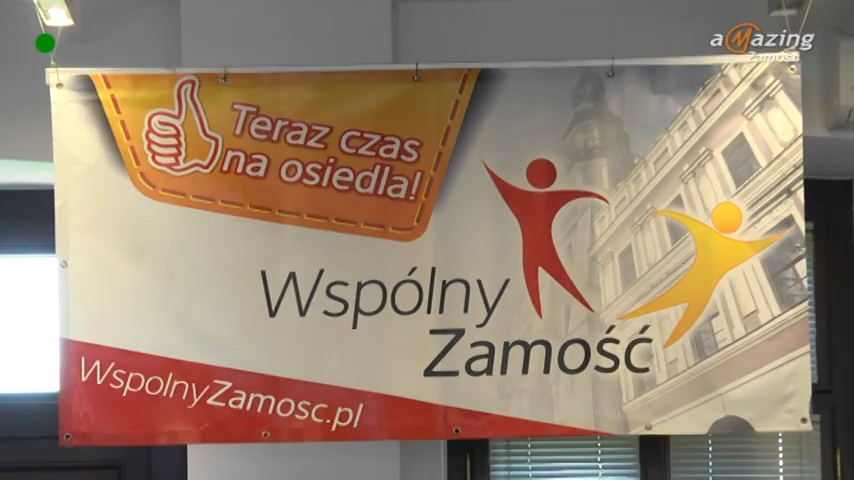 aMazing
Zamość
Teraz czas
na osiedla!
Wspólny
Zamość
WspolnyZamosc.pl